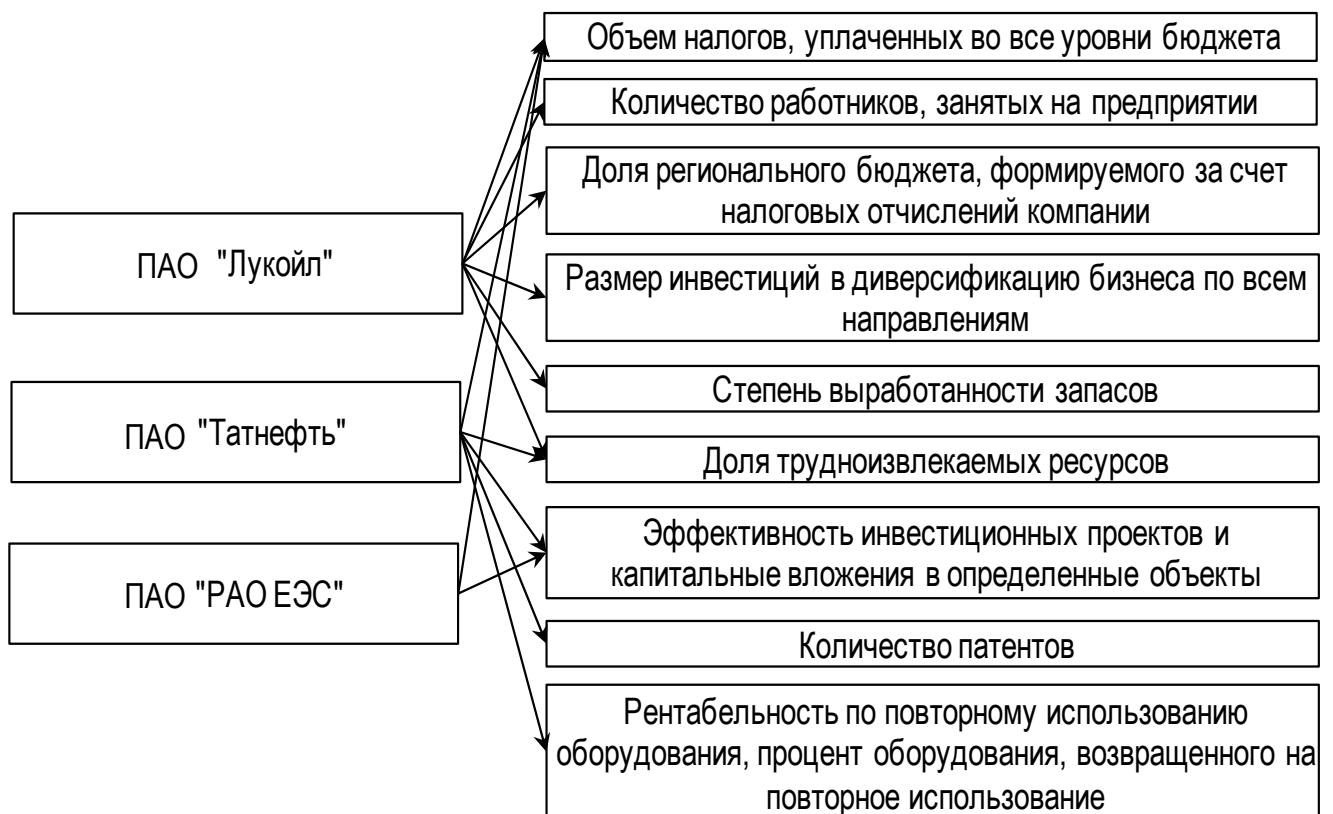 Объем налогов, уплаченных во все уровни бюджета
Количество работников, занятых на предприятии
Доля регионального бюджета, формируемого за счет
налоговых отчислений компании
ПАО "Лукойл"
Размер инвестиций в диверсификацию бизнеса по всем
направлениям
Степень выработанности запасов
ПАО "Татнефть"
Доля трудноизвлекаемых ресурсов
Эффективность инвестиционных проектов и
капитальные вложения в определенные объекты
ПАО "РАО ЕЭС"
Количество патентов
Рентабельность по повторному использованию
оборудования, процент оборудования, возвращенного на
повторное использование